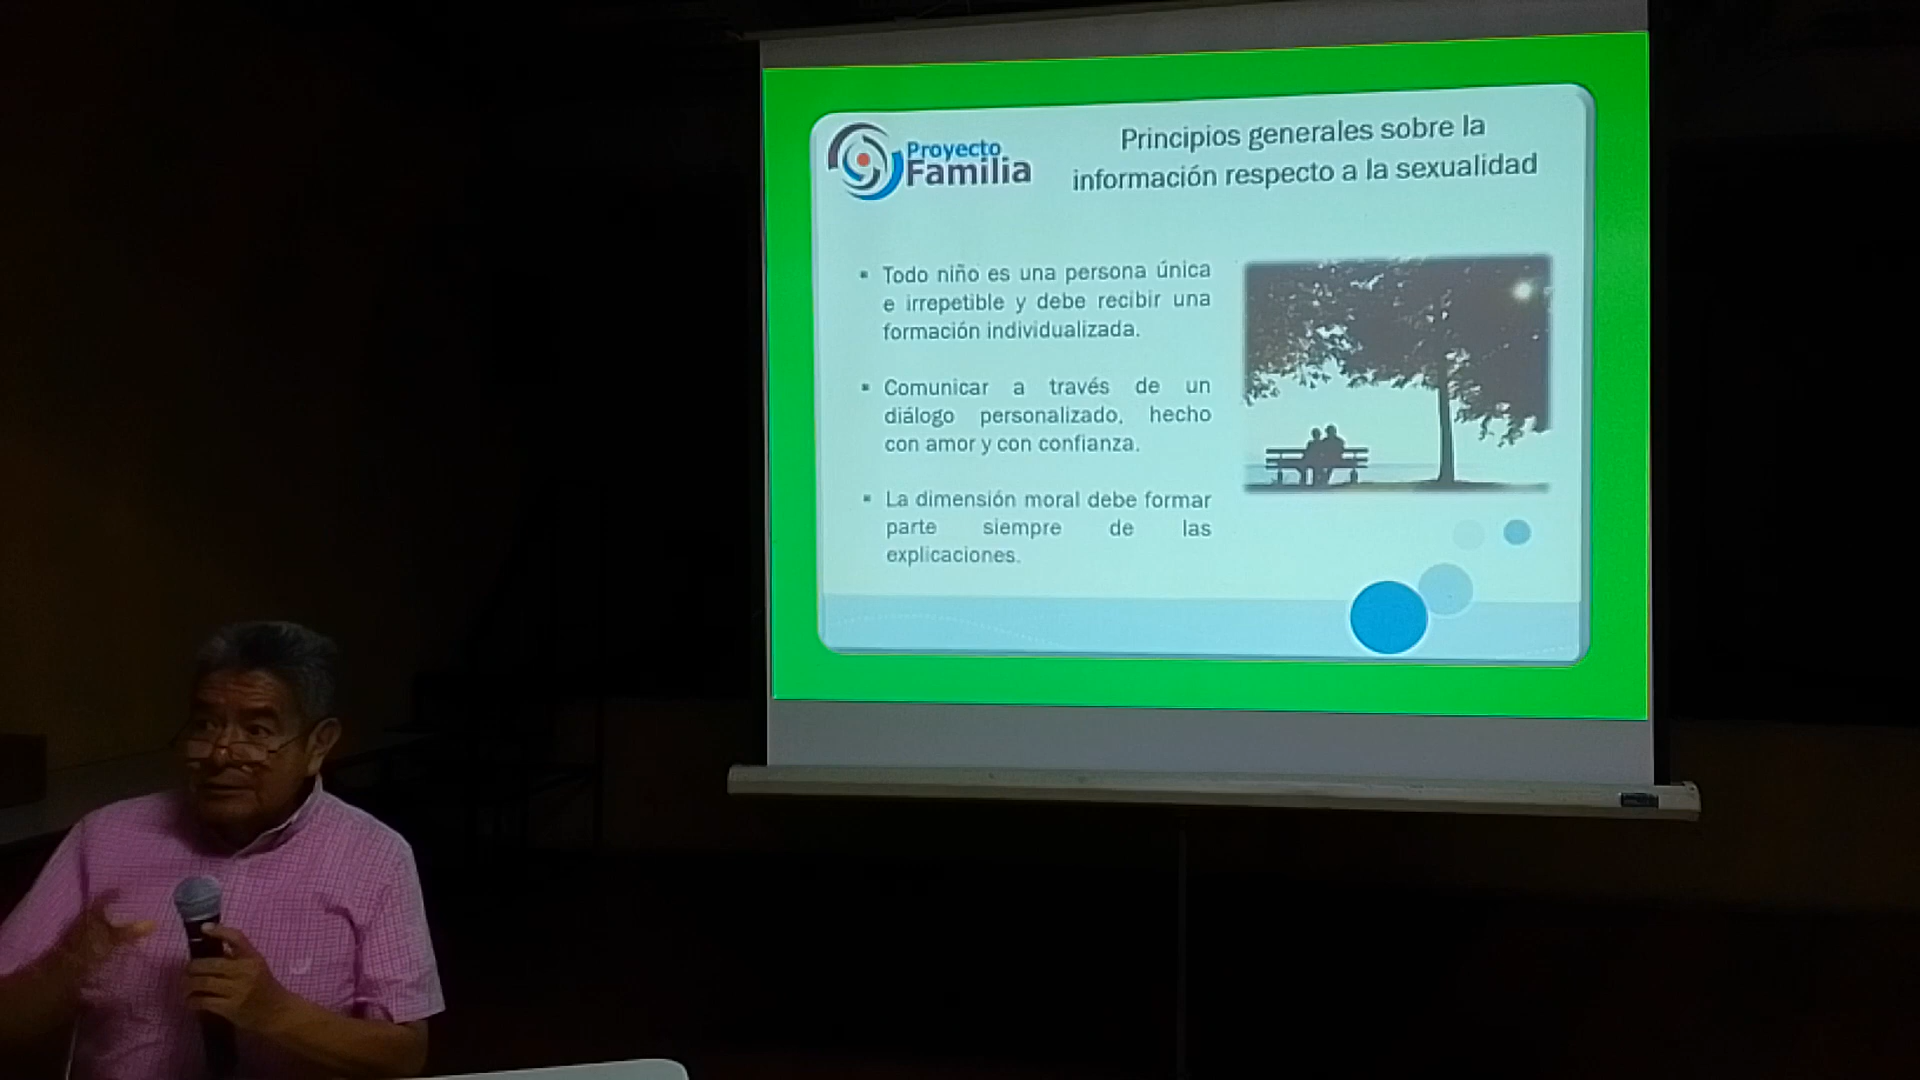 Proyecto
Familia
Principios generales sobre la
información respecto a la sexualidad
▪ Todo niño es una persona única
e irrepetible y debe recibir una
formación individualizada.
▪ Comunicar a través de un
diálogo personalizado, hecho
con amor y con confianza.
▪ La dimensión moral debe formar
parte siempre de las
explicaciones.